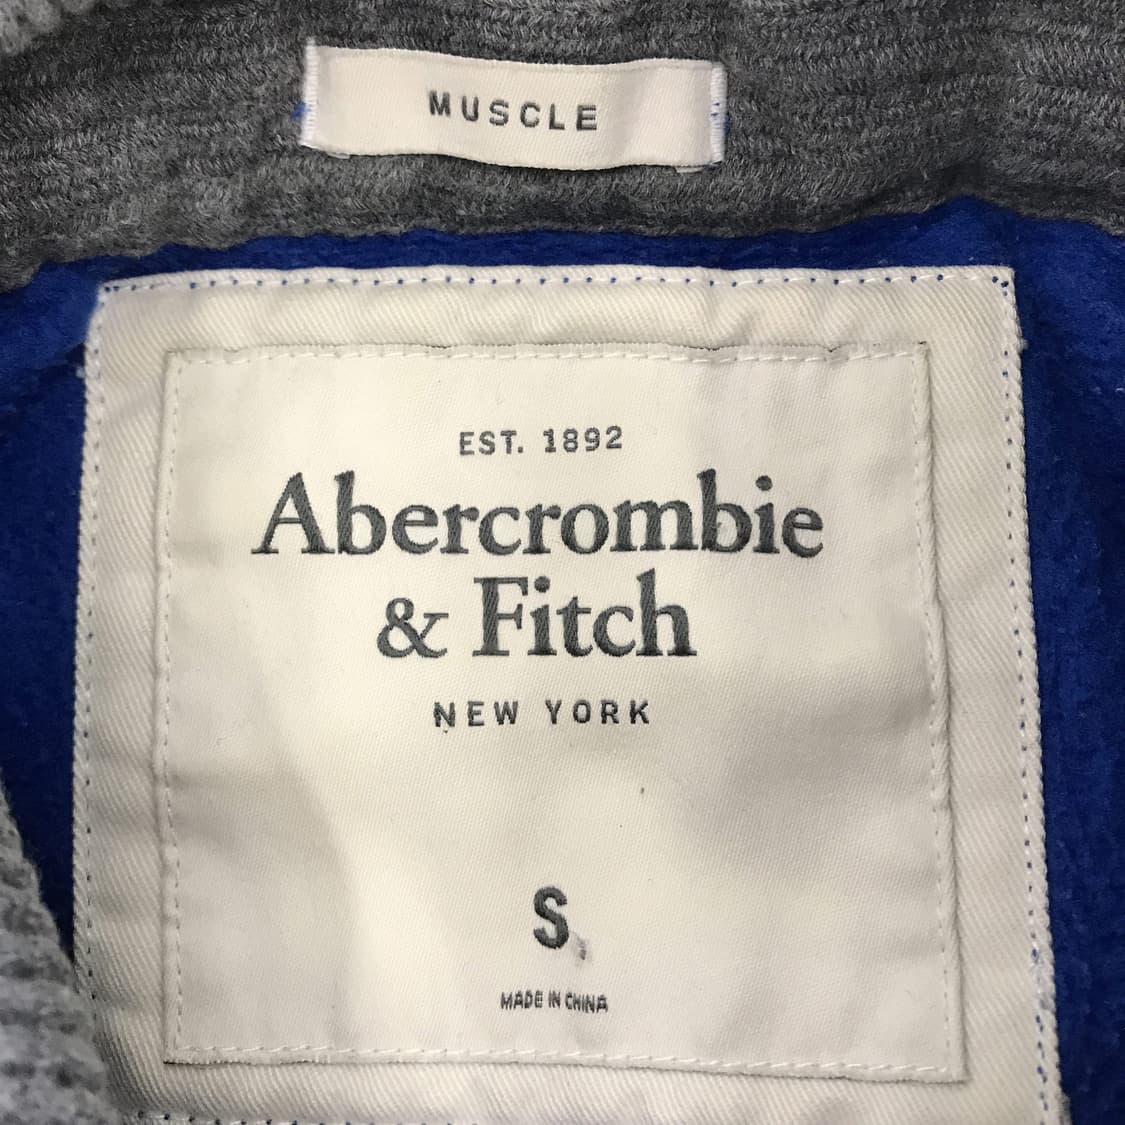 MUSCLE
EST. 1892
Abercrombie
& Fitch
NEW YORK
S
MADE IN CHINA